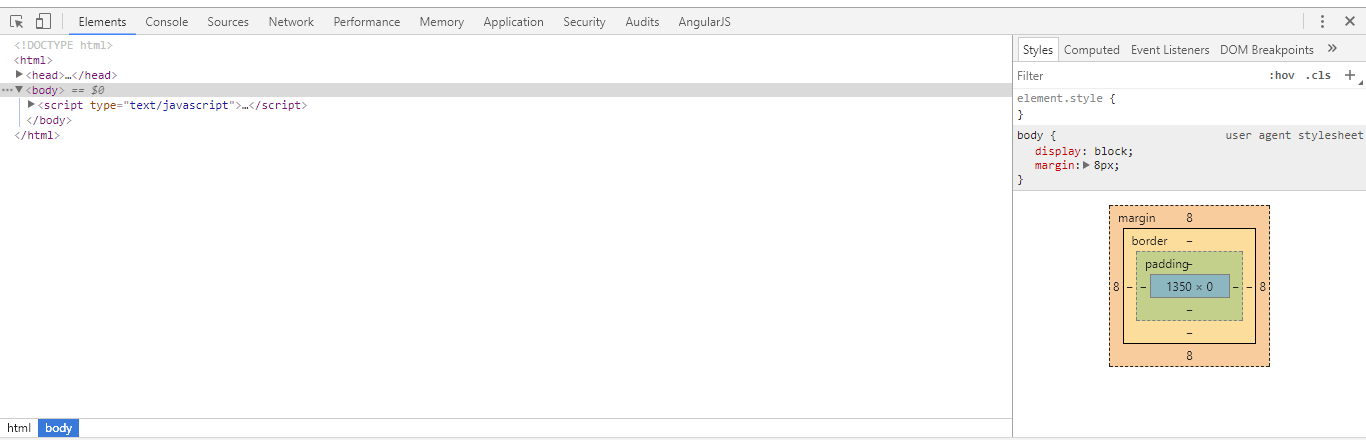 Elements Console Sources Network Performance Memory Application Security Audits AngularJS
<!DOCTYPE html>
<html>
<head>…</head>
<body> == $0
<script type="text/javascript">…</script>
</body>
</html>
html body
Styles Computed Event Listeners DOM Breakpoints »
Filter :hov .cls +
element.style {
}
body { user agent stylesheet
display: block;
margin: 8px;
}
margin 8
border –
padding –
8 – – 1350 × 0 – – 8
–
–
8